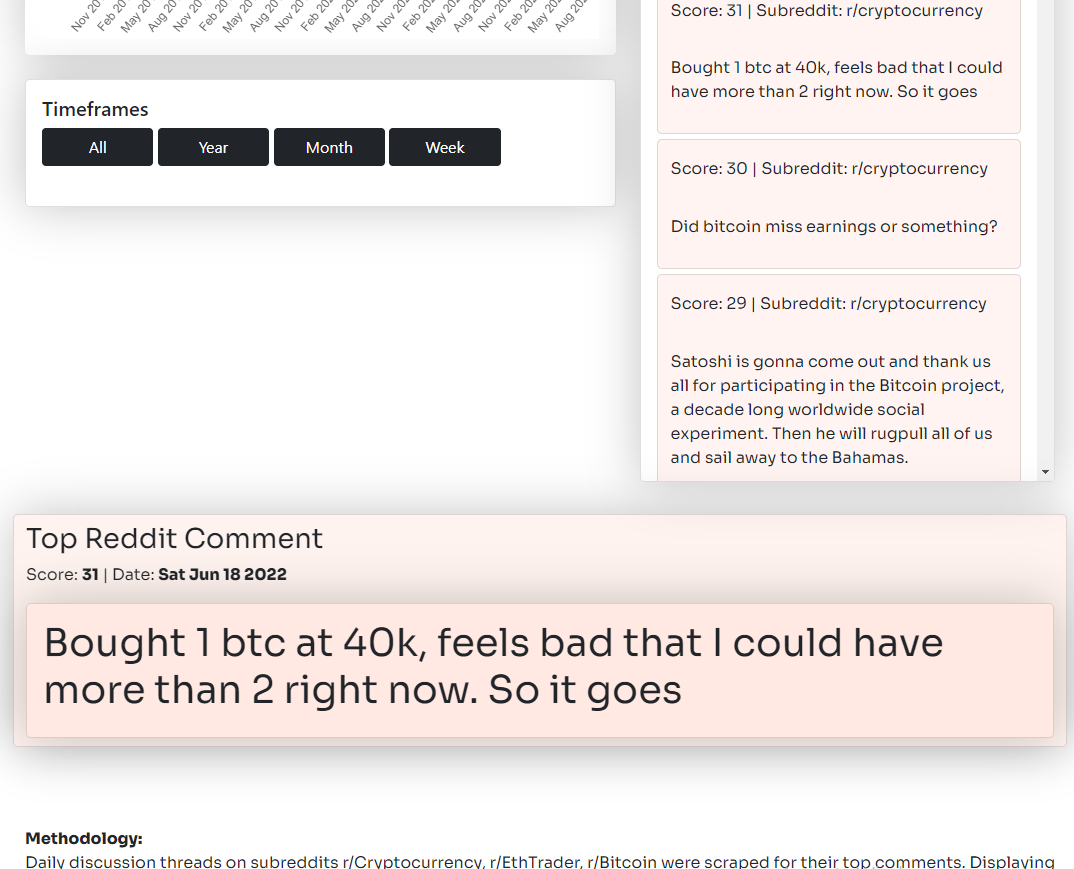 Nov 20
Feb 20
May 20
Aug 20
Nov 20
Feb 20
May 20
Aug 20
Nov 20
Feb 20
May 20
Aug 20
Nov 20
Feb 20
May 20
Aug 20
Nov 20
Feb 20
May 20
Aug 20
Timeframes
All Year Month Week
Score: 31 | Subreddit: r/cryptocurrency
Bought 1 btc at 40k, feels bad that I could
have more than 2 right now. So it goes
Score: 30 | Subreddit: r/cryptocurrency
Did bitcoin miss earnings or something?
Score: 29 | Subreddit: r/cryptocurrency
Satoshi is gonna come out and thank us
all for participating in the Bitcoin project,
a decade long worldwide social
experiment. Then he will rugpull all of us
and sail away to the Bahamas.
Top Reddit Comment
Score: 31 | Date: Sat Jun 18 2022
Bought 1 btc at 40k, feels bad that I could have
more than 2 right now. So it goes
Methodology:
Daily discussion threads on subreddits r/Cryptocurrency, r/EthTrader, r/Bitcoin were scraped for their top comments. Displaying